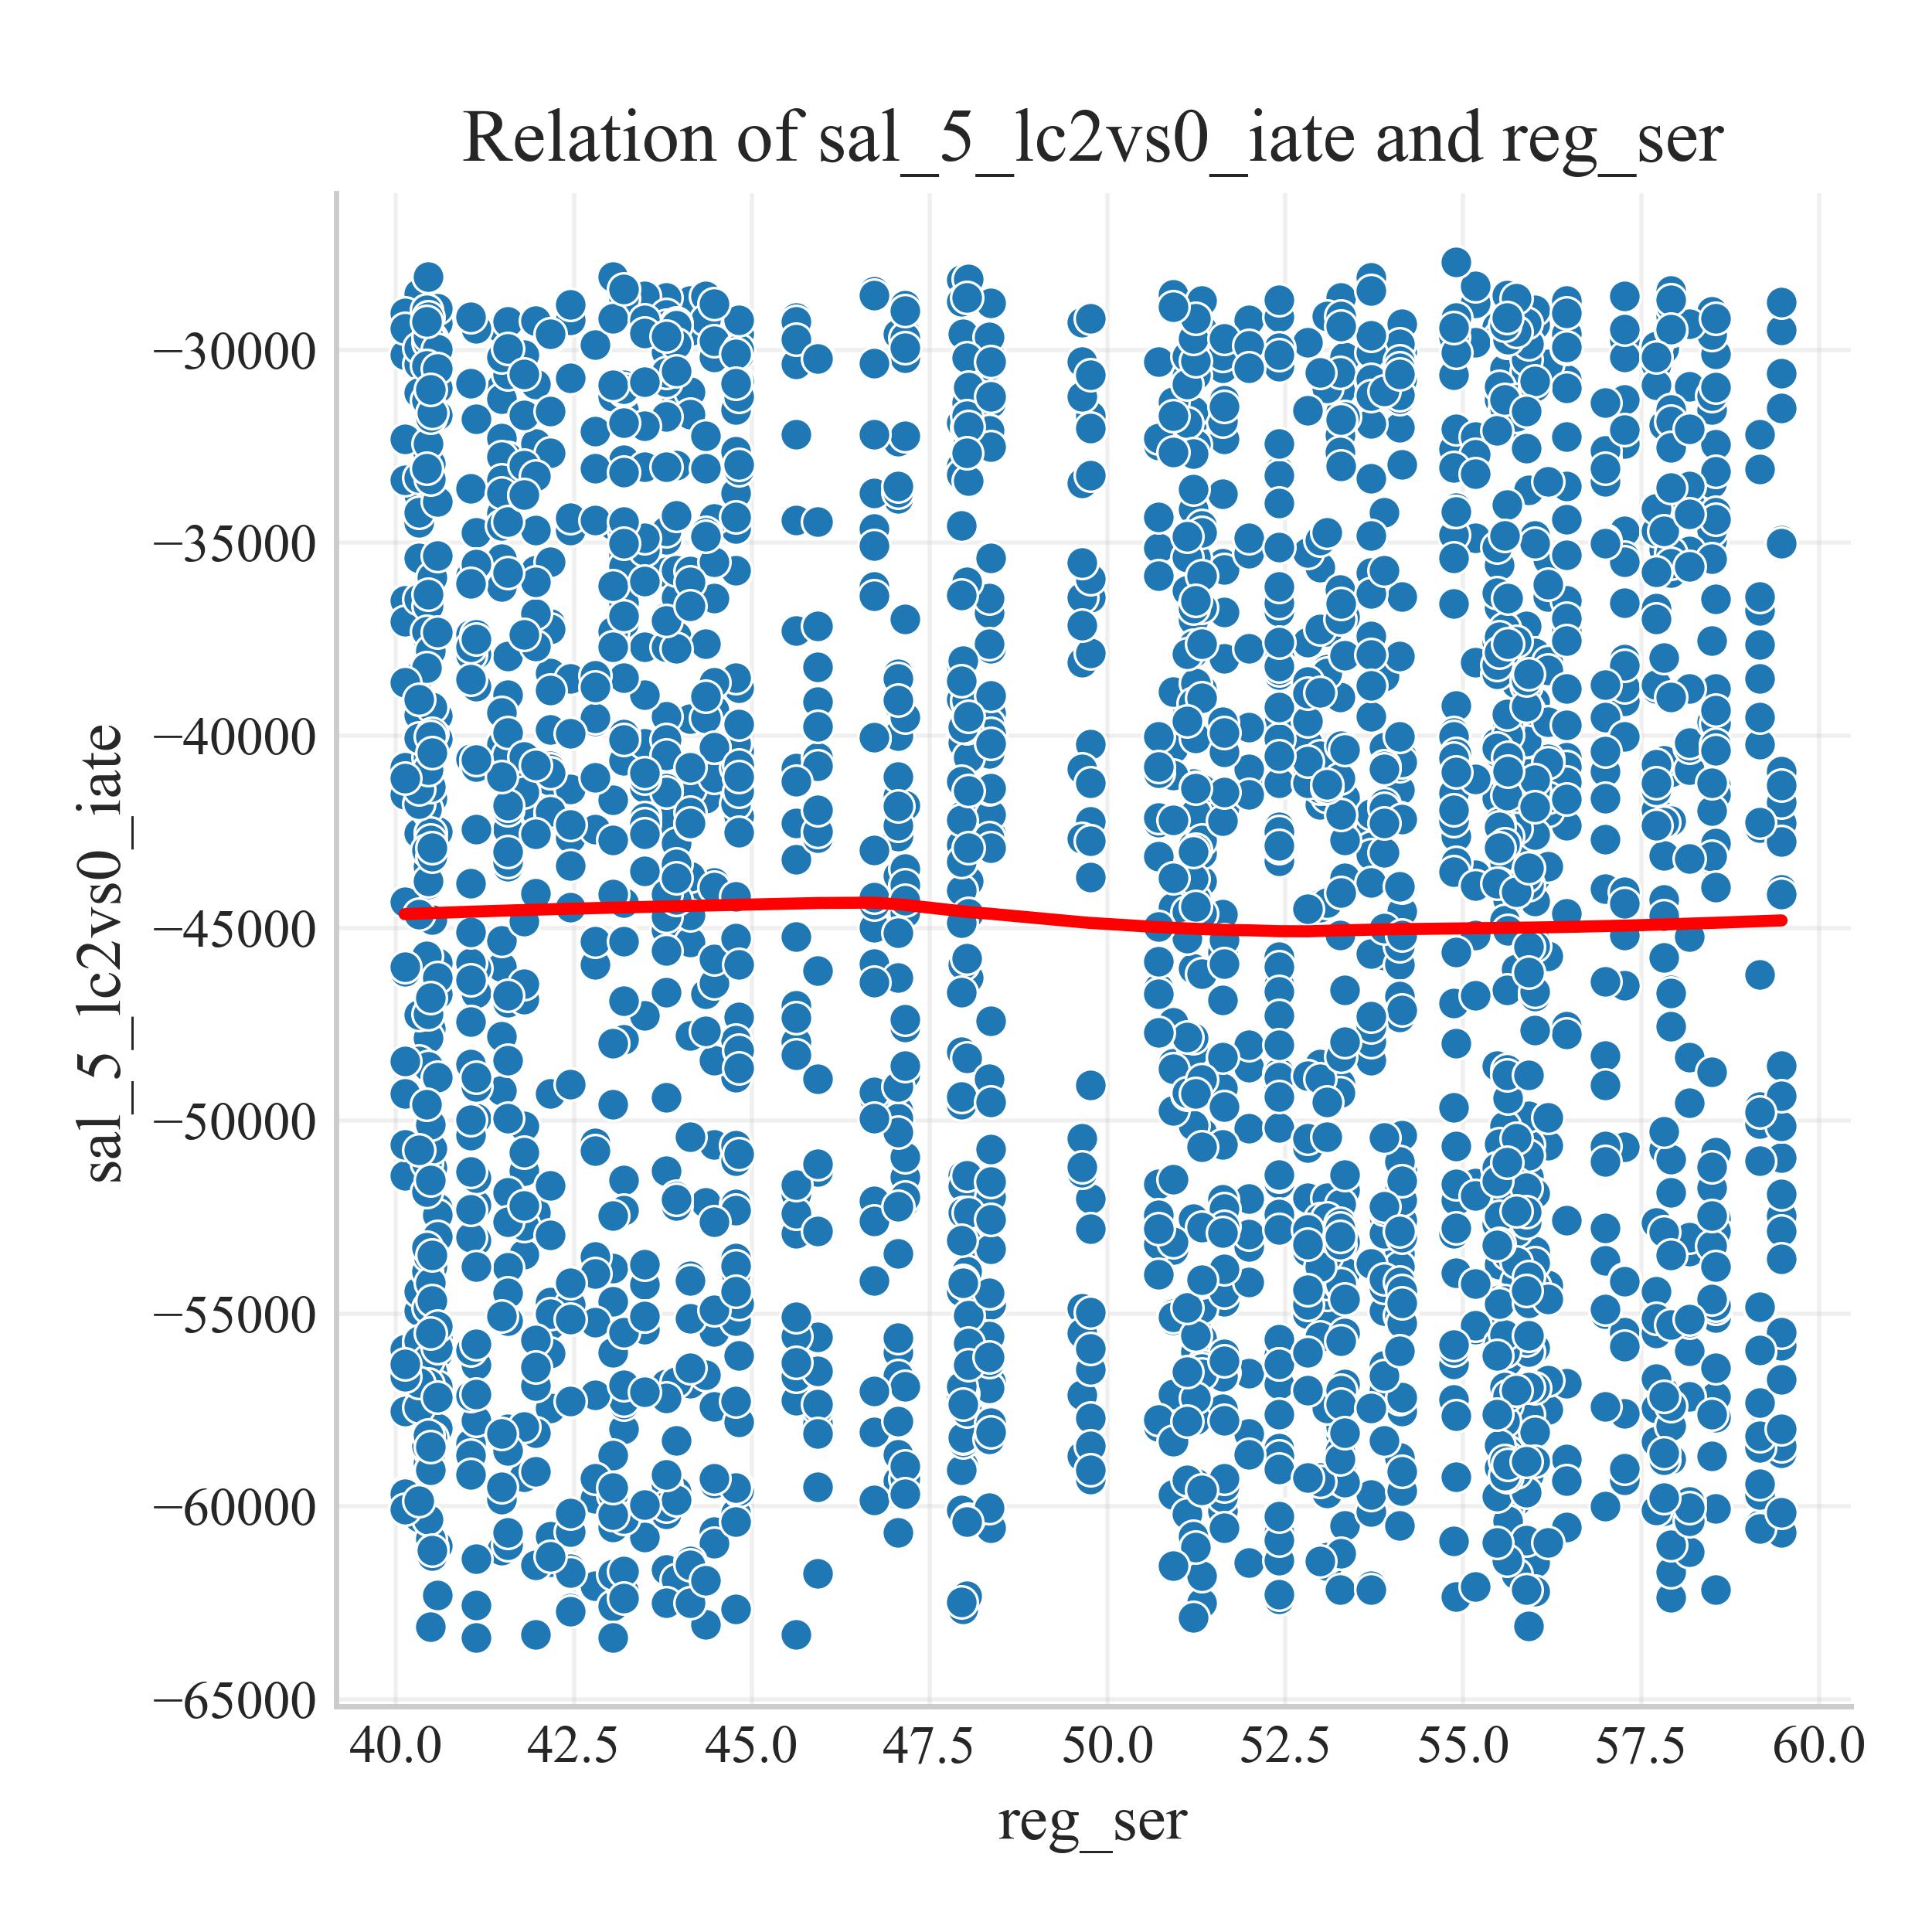 Relation of sal_5_lc2vs0_iate and reg_ser
−30000
−35000
−40000
−45000
−50000
−55000
−60000
−65000
sal_5_lc2vs0_iate
40.0 42.5 45.0 47.5 50.0 52.5 55.0 57.5 60.0
reg_ser